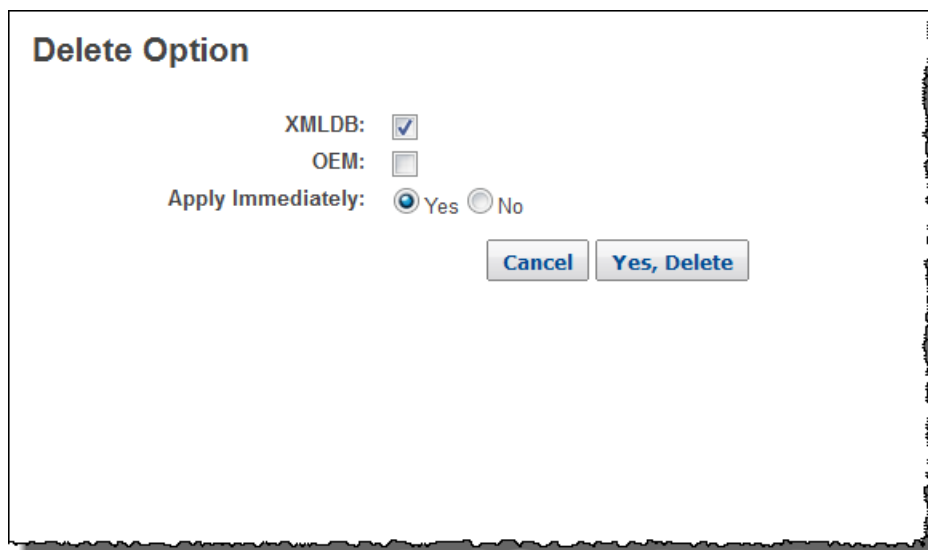 Delete Option
XMLDB:
OEM:
Apply Immediately: Yes No
Cancel Yes, Delete